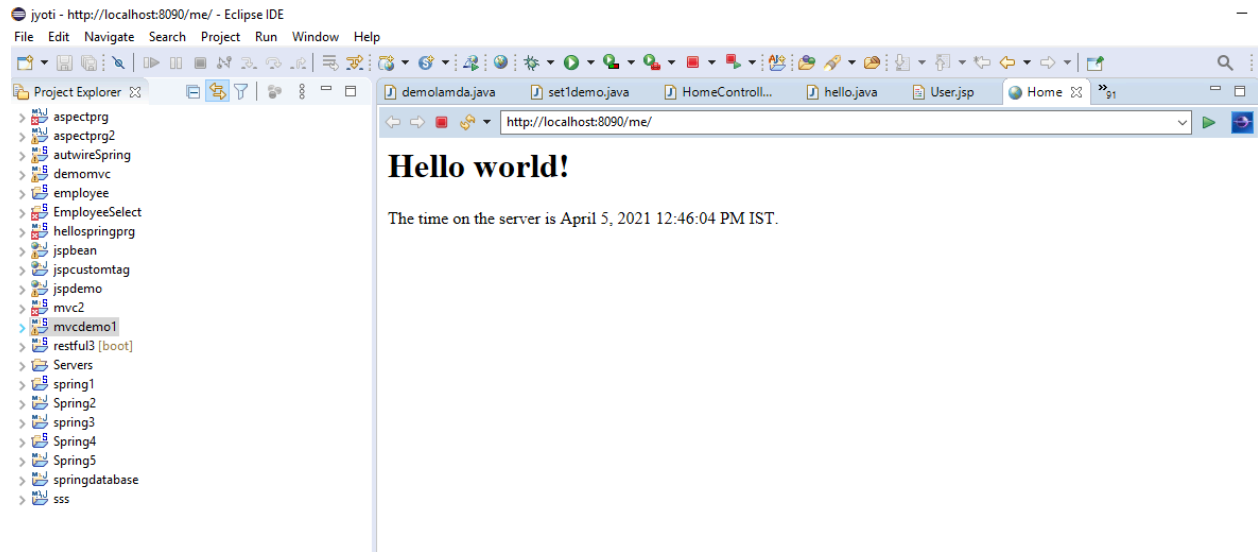 jyoti - http://localhost:8090/me/ - Eclipse IDE
File Edit Navigate Search Project Run Window Help
Project Explorer
demolamda.java set1demo.java HomeControll... hello.java User.jsp Home »91
http://localhost:8090/me/
aspectprg
aspectprg2
autwireSpring
demomvc
employee
EmployeeSelect
hellospringprg
jspbean
jspcustomtag
jspdemo
mvc2
mvcdemo1
restful3 [boot]
Servers
spring1
Spring2
spring3
Spring4
Spring5
springdatabase
sss
Hello world!
The time on the server is April 5, 2021 12:46:04 PM IST.